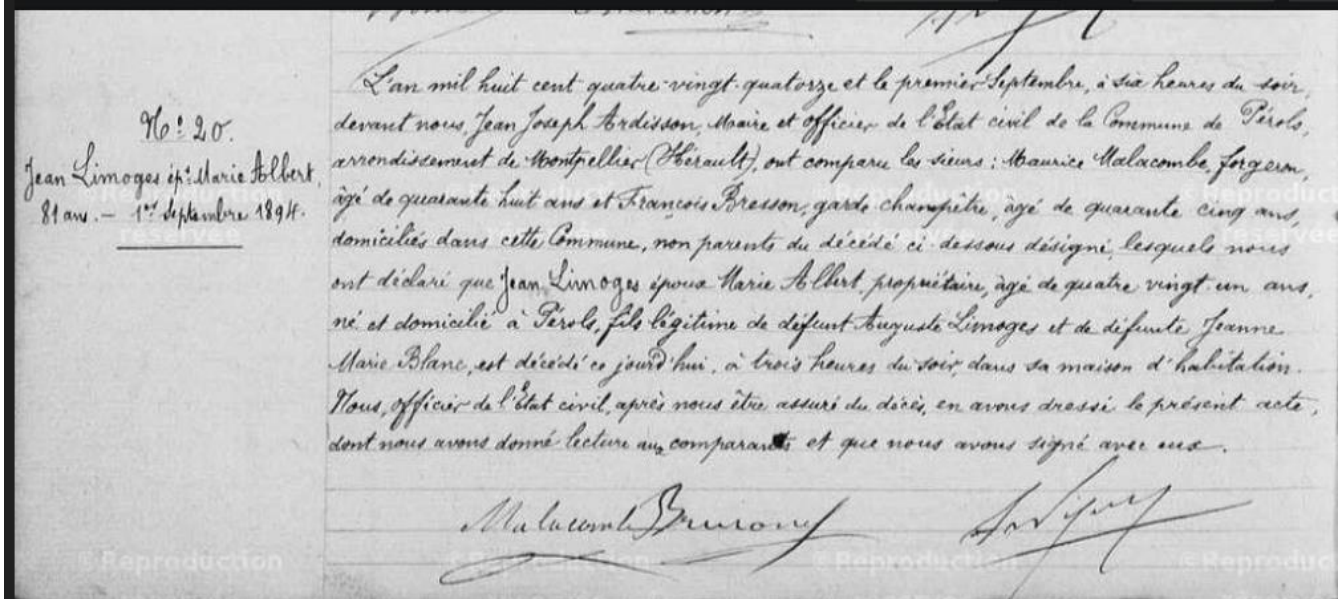 N.º 20.
Jean Limoges ép.x Marie Albert,
81 ans. — 1er Septembre 1894.
L'an mil huit cent quatre-vingt-quatorze et le premier Septembre, à six heures du soir,
devant nous, Jean Joseph Ardisson, Maire et officier de l'État civil de la Commune de Pérols,
arrondissement de Montpellier (Hérault), ont comparu les sieurs : Maurice Malacombe, forgeron,
âgé de quarante huit ans et François Bresson, garde champêtre, âgé de quarante cinq ans,
domiciliés dans cette Commune, non parents du décédé ci-dessous désigné, lesquels nous
ont déclaré que Jean Limoges époux Marie Albert, propriétaire, âgé de quatre vingt un ans,
né et domicilié à Pérols, fils légitime de défunt Auguste Limoges et de défunte Jeanne
Marie Blanc, est décédé ce jourd'hui, à trois heures du soir, dans sa maison d'habitation.
Nous, officier de l'État civil, après nous être assuré du décès, en avons dressé le présent acte,
dont nous avons donné lecture aux comparants et que nous avons signé avec eux.
Malacombe
©Reproduction réservée